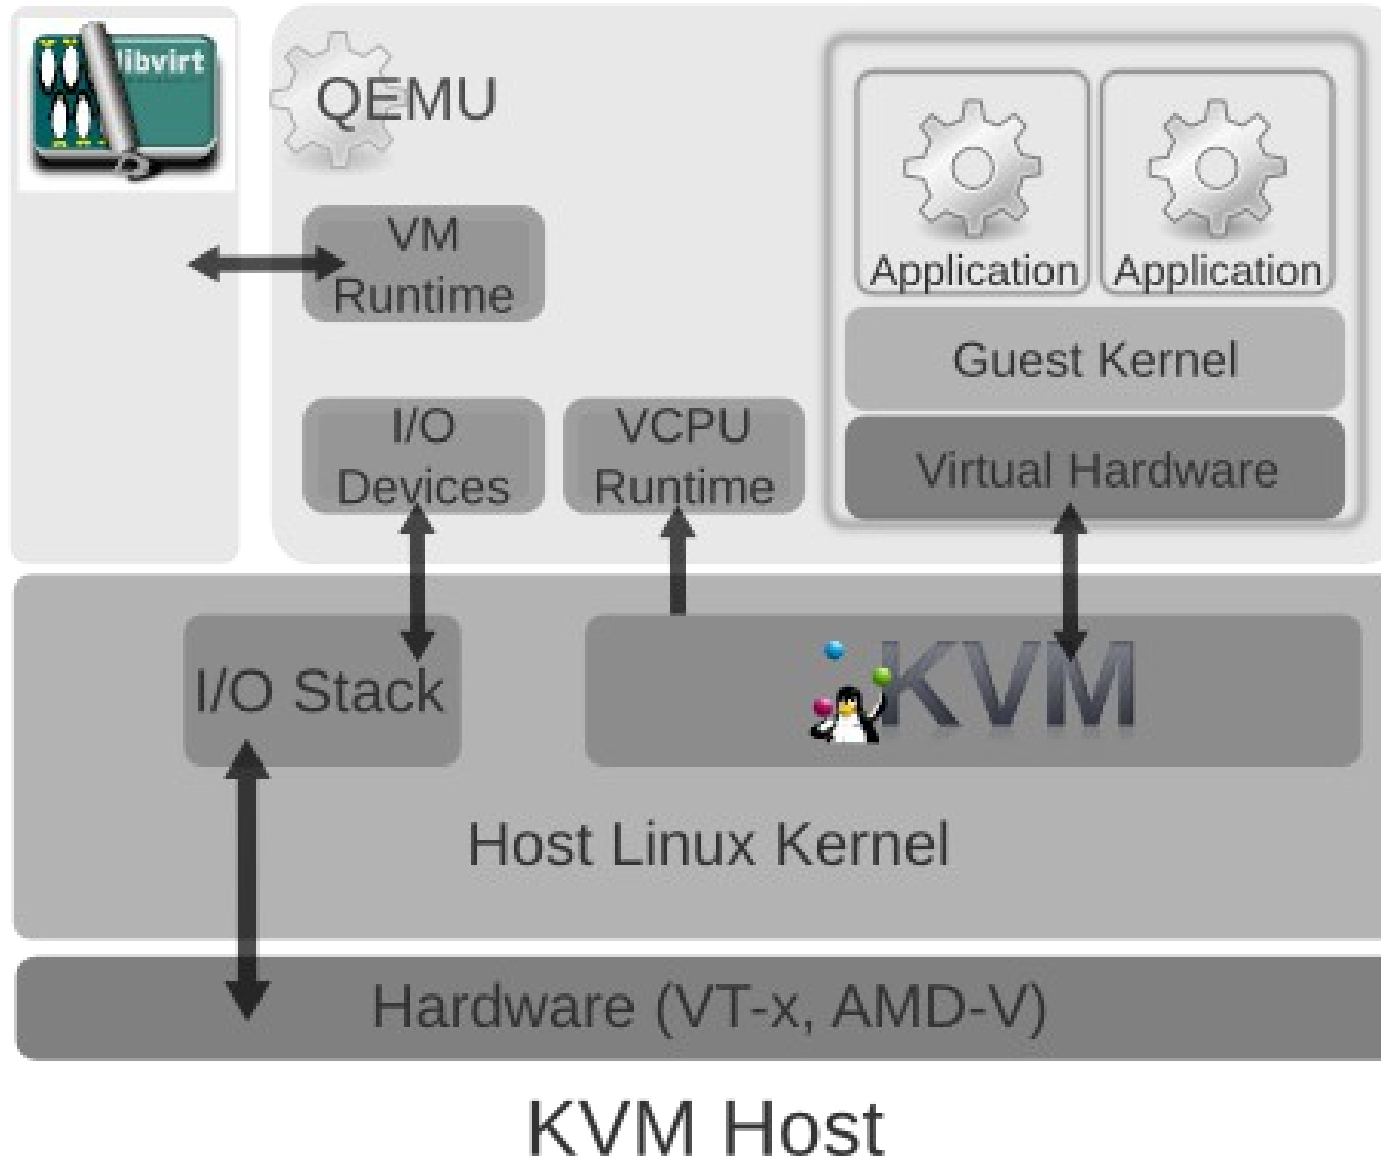 libvirt
QEMU
VM
Runtime
I/O
Devices
VCPU
Runtime
Application
Application
Guest Kernel
Virtual Hardware
I/O Stack
KVM
Host Linux Kernel
Hardware (VT-x, AMD-V)
KVM Host